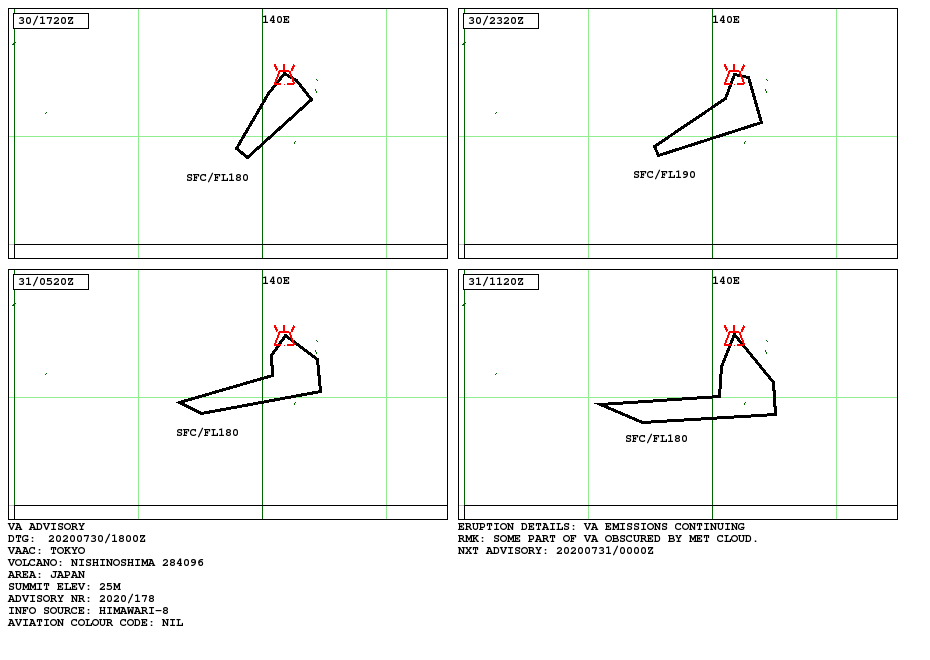 30/1720Z
140E
SFC/FL180
30/2320Z
140E
SFC/FL190
31/0520Z
140E
SFC/FL180
31/1120Z
140E
SFC/FL180
VA ADVISORY
DTG:  20200730/1800Z
VAAC: TOKYO
VOLCANO: NISHINOSHIMA 284096
AREA: JAPAN
SUMMIT ELEV: 25M
ADVISORY NR: 2020/178
INFO SOURCE: HIMAWARI-8
AVIATION COLOUR CODE: NIL
ERUPTION DETAILS: VA EMISSIONS CONTINUING
RMK: SOME PART OF VA OBSCURED BY MET CLOUD.
NXT ADVISORY: 20200731/0000Z